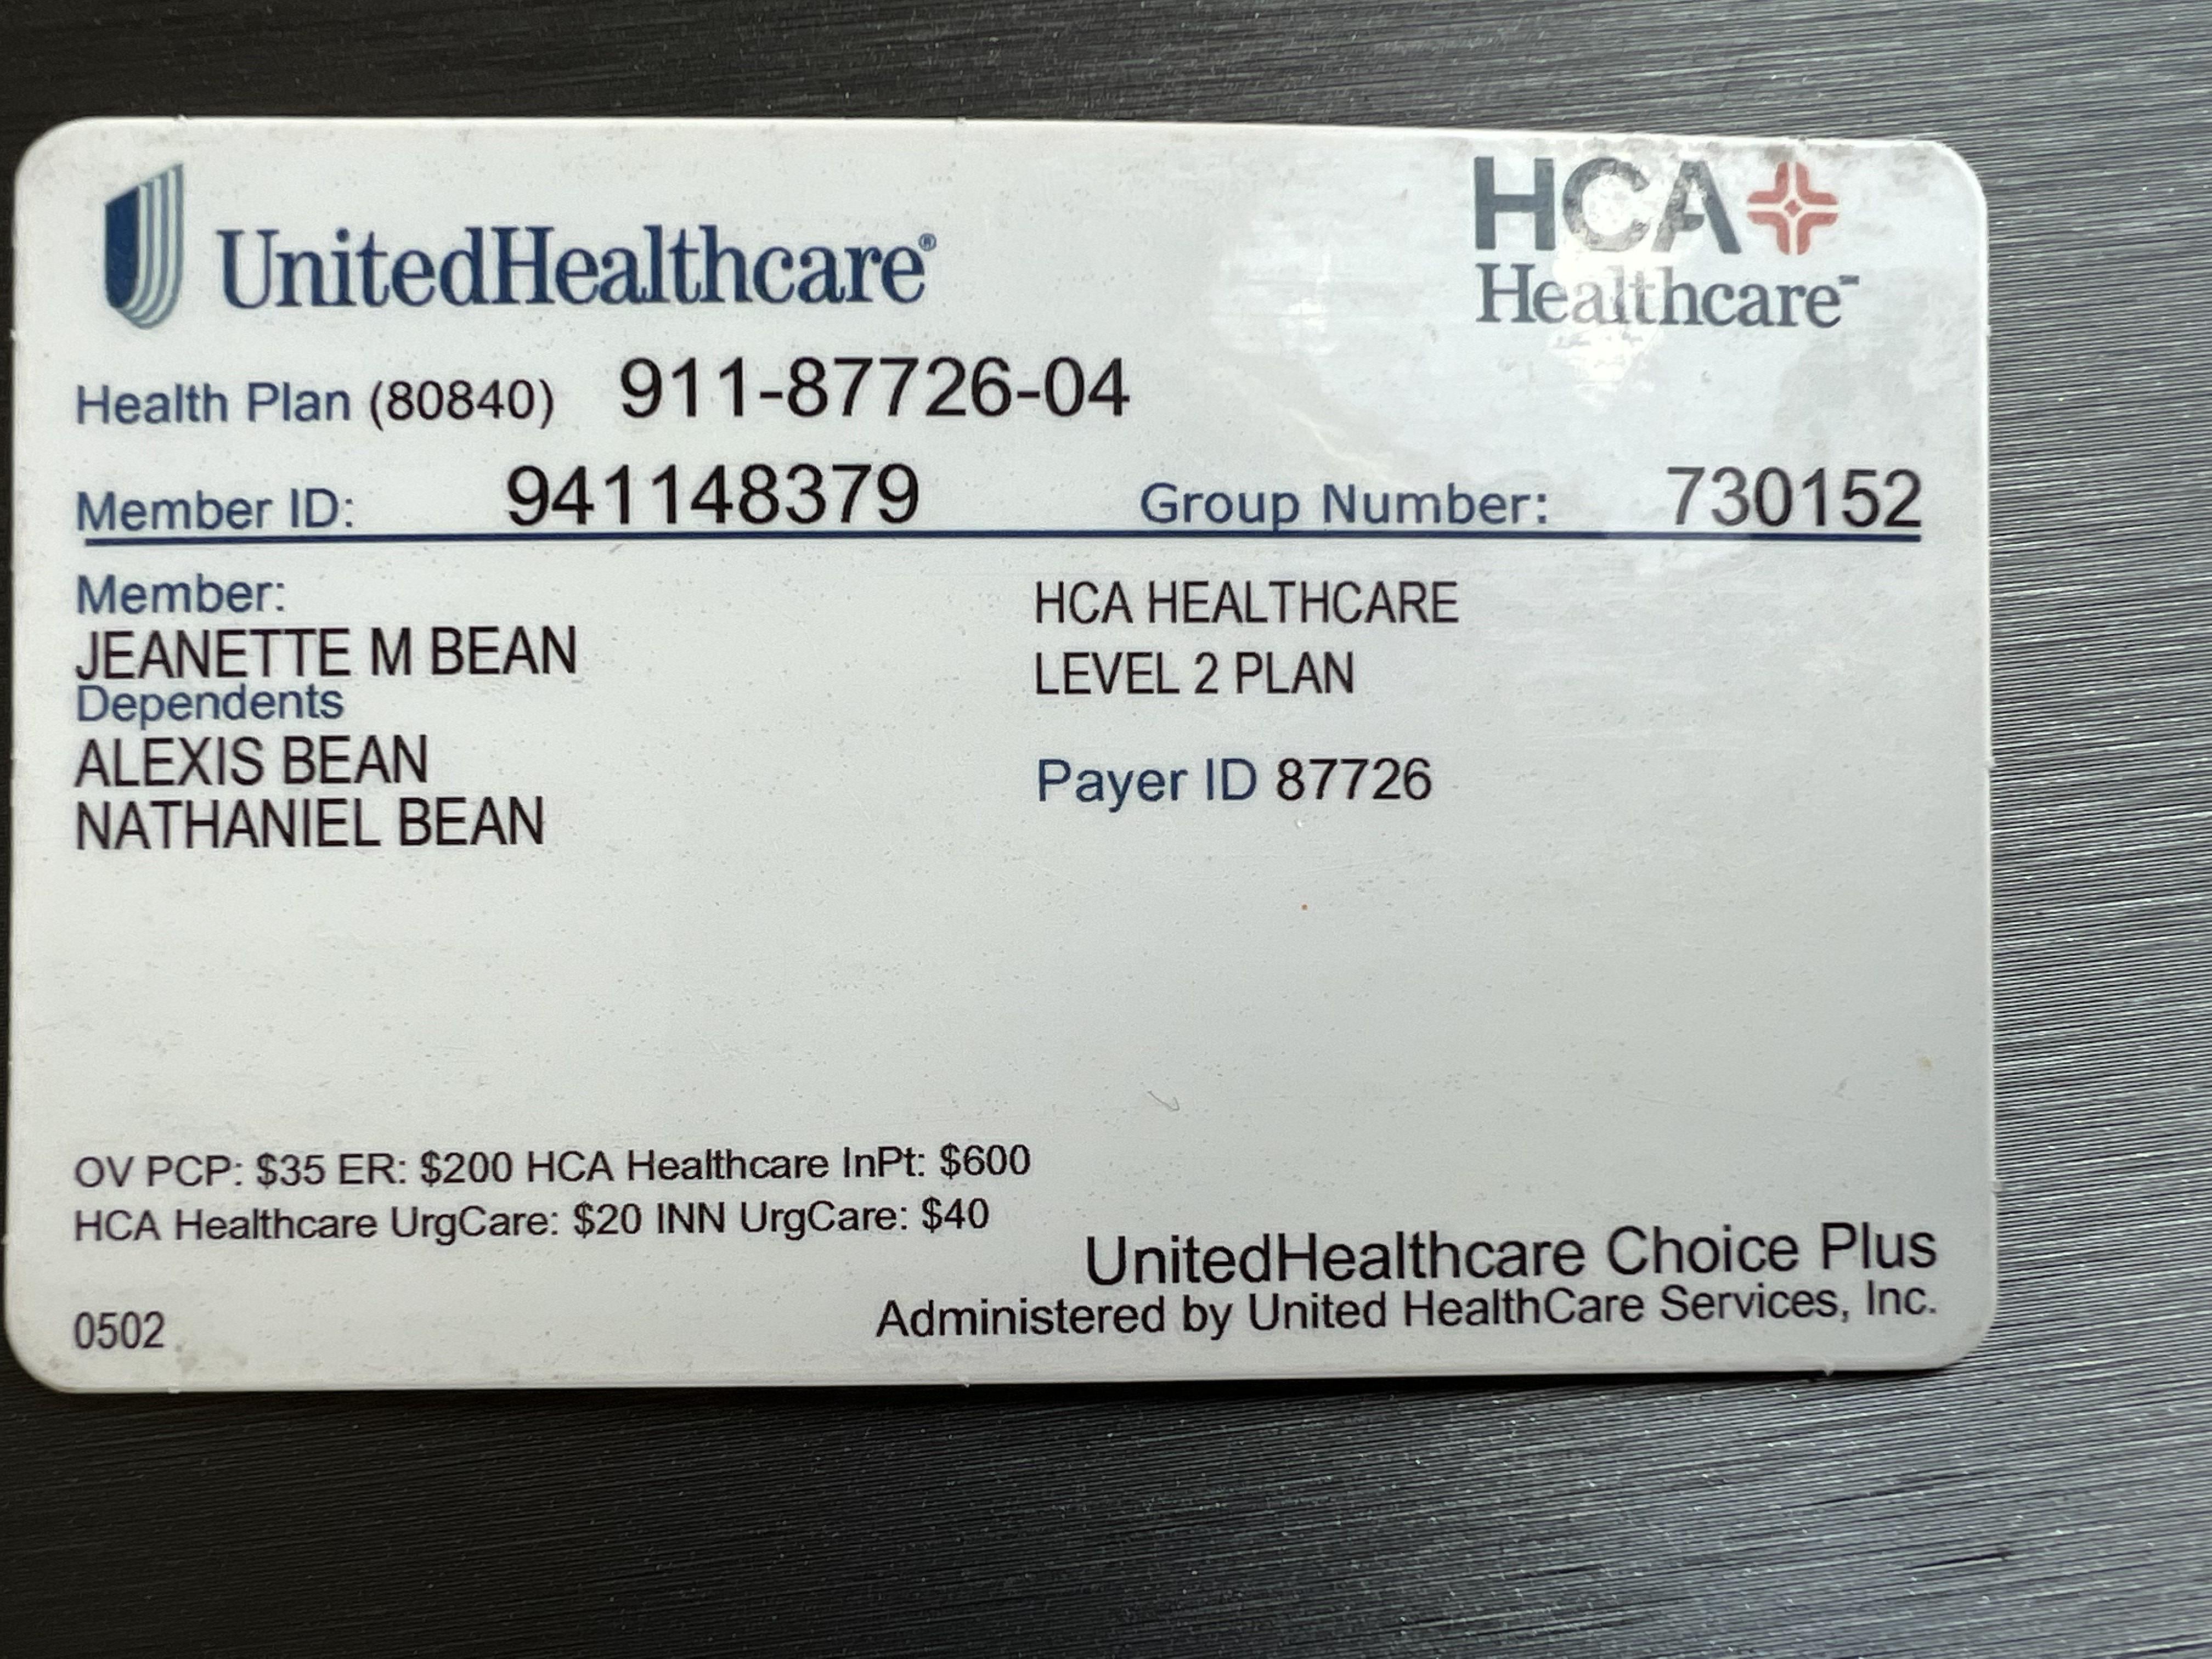 UnitedHealthcare®
HCA
Healthcare™
Health Plan (80840) 911-87726-04
Member ID: 941148379 Group Number: 730152
Member:
JEANETTE M BEAN
Dependents
ALEXIS BEAN
NATHANIEL BEAN
HCA HEALTHCARE
LEVEL 2 PLAN
Payer ID 87726
OV PCP: $35 ER: $200 HCA Healthcare InPt: $600
HCA Healthcare UrgCare: $20 INN UrgCare: $40
UnitedHealthcare Choice Plus
Administered by United HealthCare Services, Inc.
0502